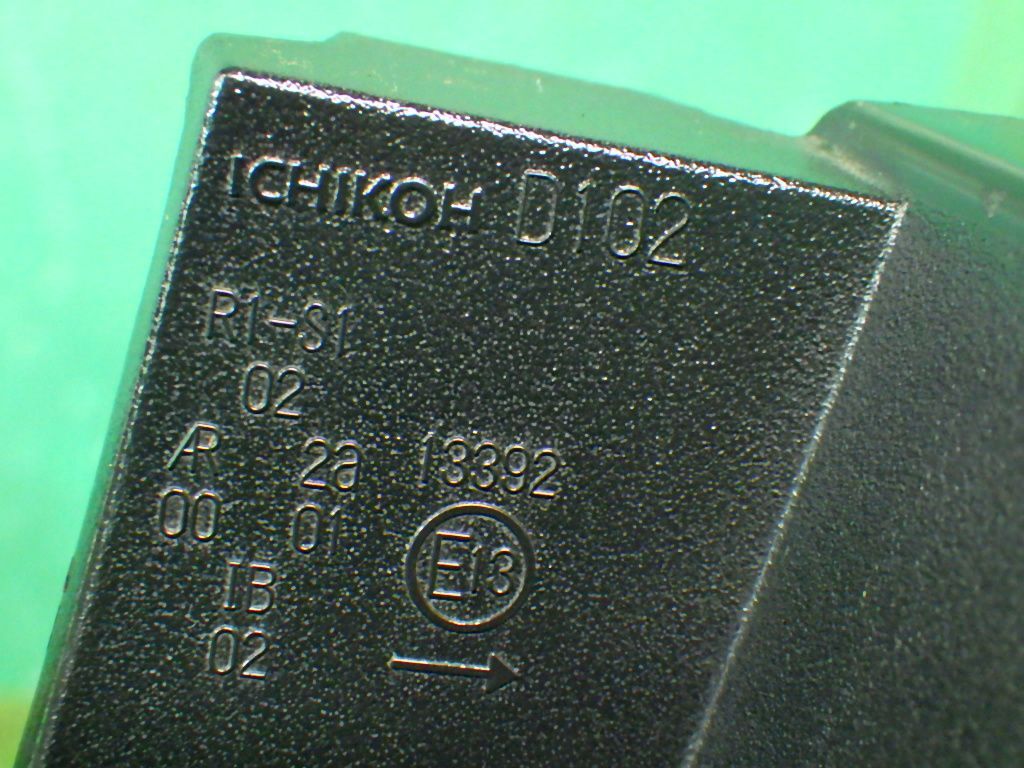 ICHIKOH D102
R1-S1
02
AR 2a 13392
00 01 E13
IB
02